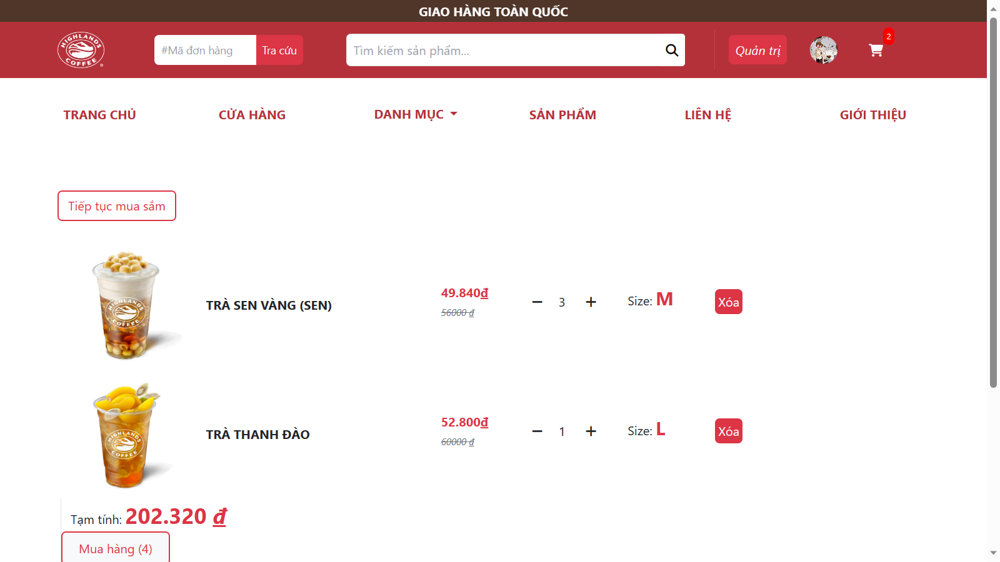 GIAO HÀNG TOÀN QUỐC
HIGHLANDS COFFEE ®
#Mã đơn hàng
Tra cứu
Tìm kiếm sản phẩm...
Quản trị
2
TRANG CHỦ
CỬA HÀNG
DANH MỤC
SẢN PHẨM
LIÊN HỆ
GIỚI THIỆU
Tiếp tục mua sắm
HIGHLANDS COFFEE
TRÀ SEN VÀNG (SEN)
49.840₫
56000 ₫
3
Size: M
Xóa
HIGHLANDS COFFEE
TRÀ THANH ĐÀO
52.800₫
60000 ₫
1
Size: L
Xóa
Tạm tính: 202.320 ₫
Mua hàng (4)